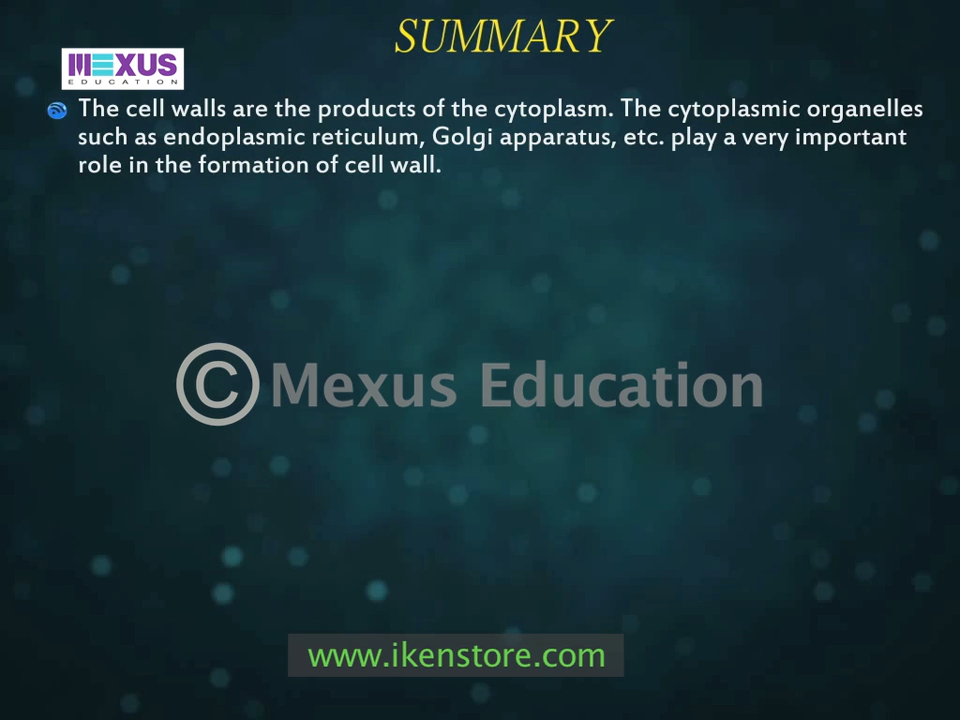 SUMMARY
MEXUS
EDUCATION
The cell walls are the products of the cytoplasm. The cytoplasmic organelles
such as endoplasmic reticulum, Golgi apparatus, etc. play a very important
role in the formation of cell wall.
© Mexus Education
www.ikenstore.com